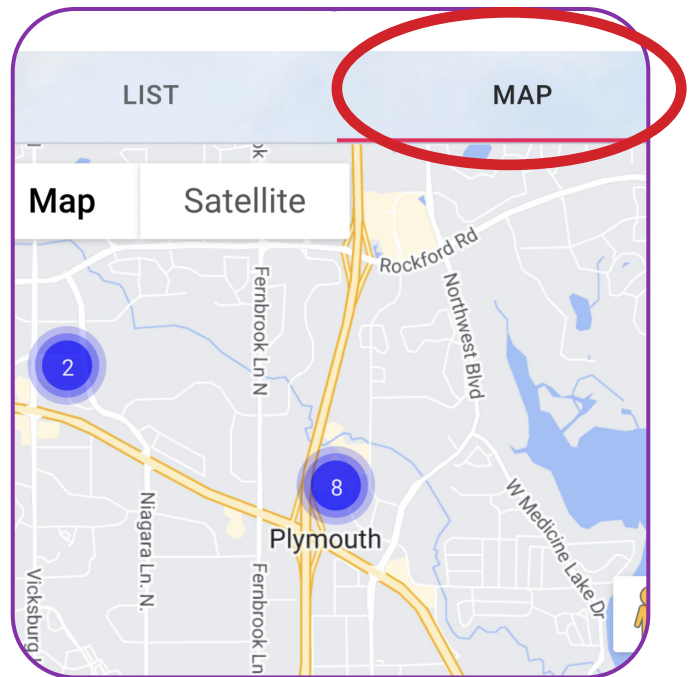 LIST
MAP
Map
Satellite
Rockford Rd
Fernbrook Ln N
Northwest Blvd
2
8
Plymouth
W Medicine Lake Dr
Niagara Ln. N.
Fernbrook Ln
Vicksburg